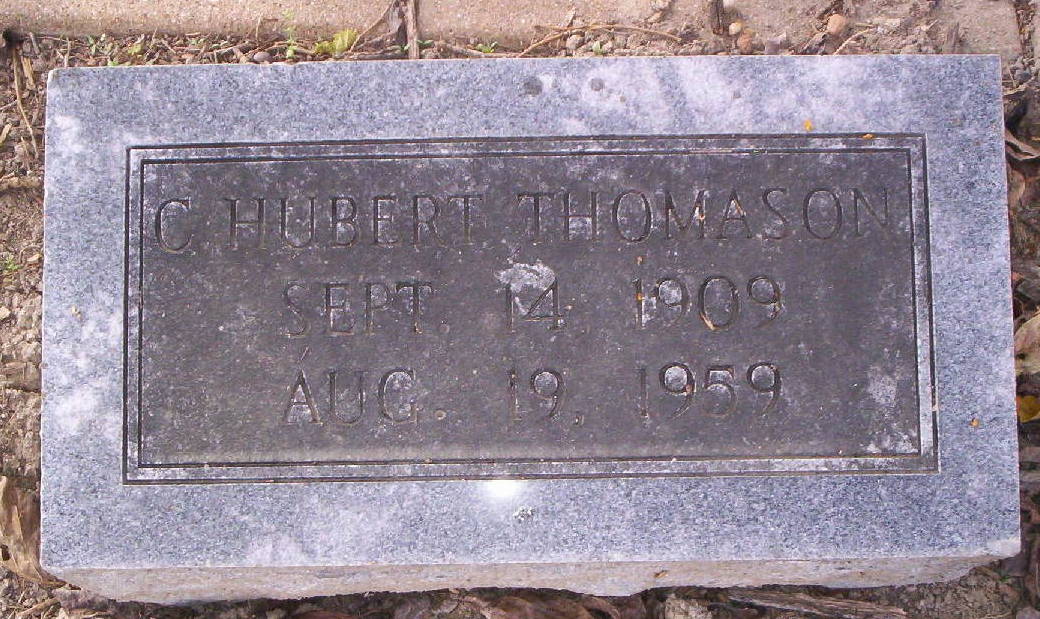 C HUBERT THOMASON
SEPT. 14, 1909
AUG. 19, 1959